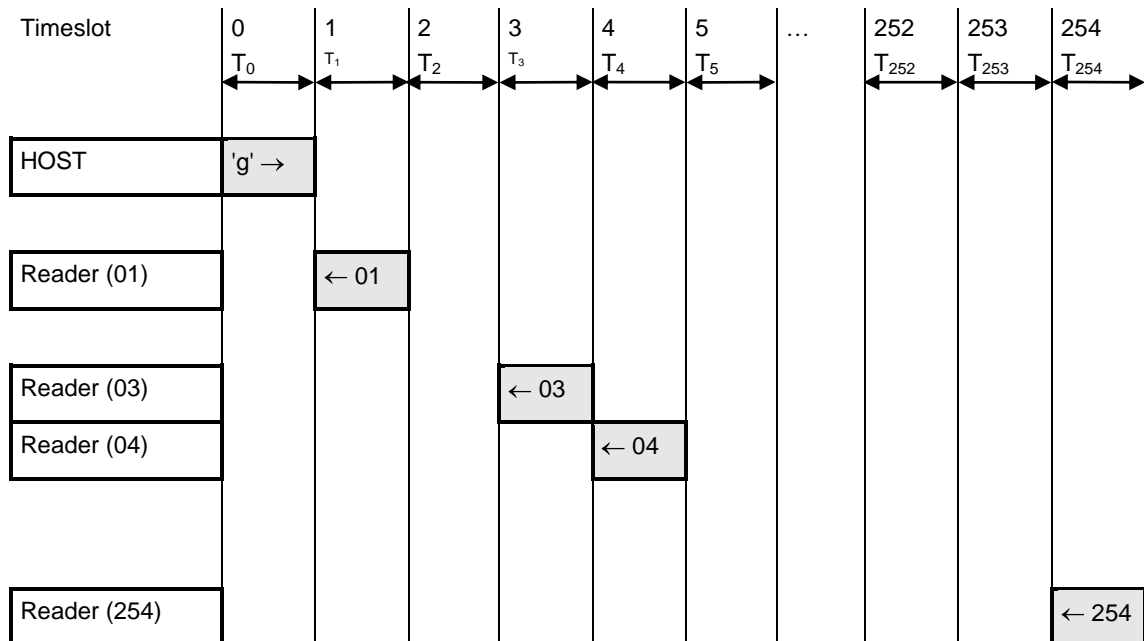 Timeslot 0 1 2 3 4 5 … 252 253 254
T0 T1 T2 T3 T4 T5 T252 T253 T254
HOST 'g' →
Reader (01) ← 01
Reader (03) ← 03
Reader (04) ← 04
Reader (254) ← 254